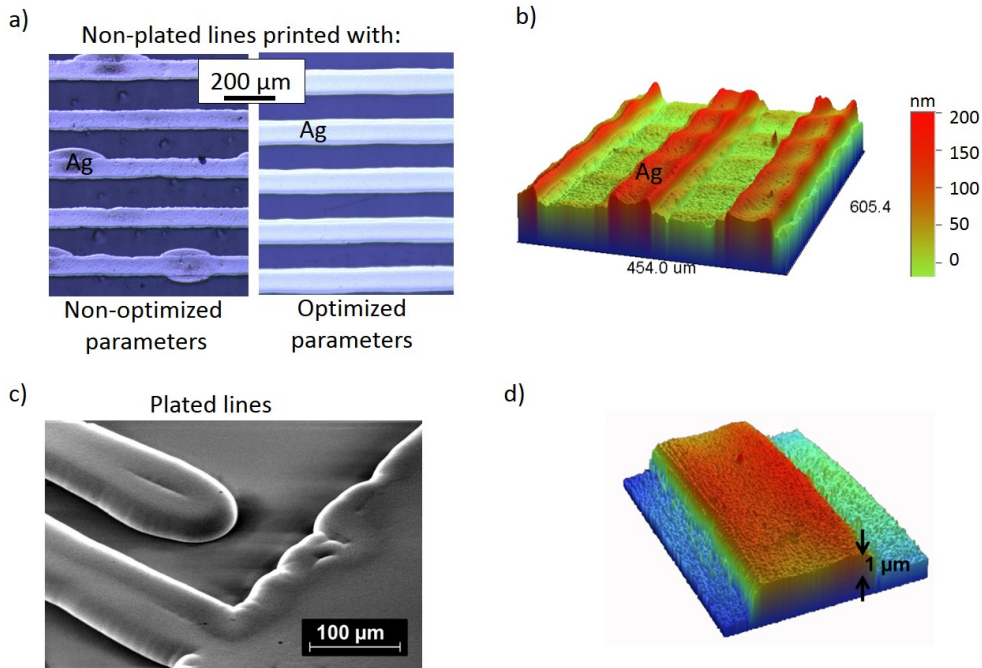 a)
Non-plated lines printed with:
200 µm
Ag
Ag
Non-optimized
parameters
Optimized
parameters
b)
nm
200
150
100
50
0
Ag
605.4
454.0 um
c)
Plated lines
100 µm
d)
1 µm